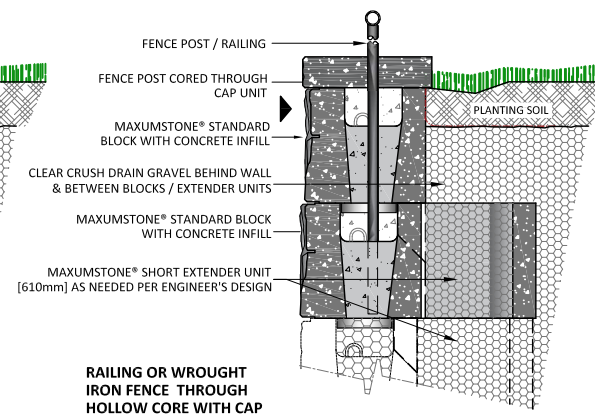 FENCE POST / RAILING
FENCE POST CORED THROUGH
CAP UNIT
PLANTING SOIL
MAXUMSTONE® STANDARD
BLOCK WITH CONCRETE INFILL
CLEAR CRUSH DRAIN GRAVEL BEHIND WALL
& BETWEEN BLOCKS / EXTENDER UNITS
MAXUMSTONE® STANDARD BLOCK
WITH CONCRETE INFILL
MAXUMSTONE® SHORT EXTENDER UNIT
[610mm] AS NEEDED PER ENGINEER'S DESIGN
RAILING OR WROUGHT
IRON FENCE THROUGH
HOLLOW CORE WITH CAP